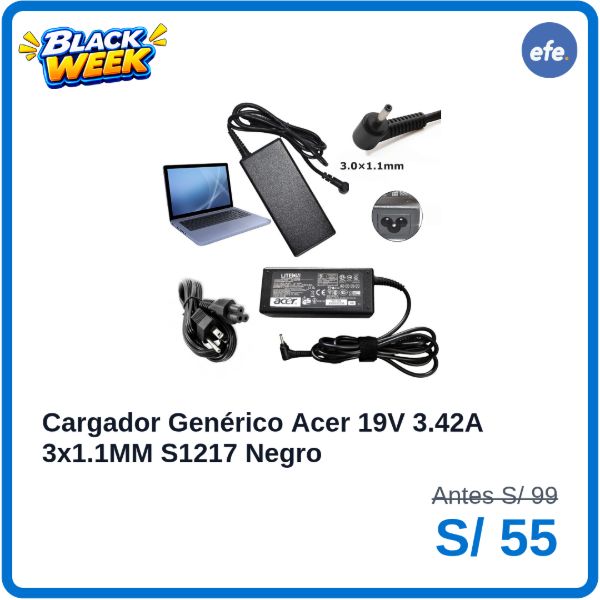 BLACK
WEEK
efe.
3.0×1.1mm
LITEON
acer
Cargador Genérico Acer 19V 3.42A
3x1.1MM S1217 Negro
Antes S/ 99
S/ 55